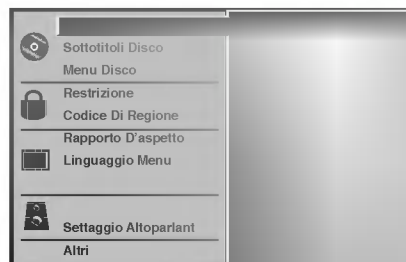 Sottotitoli Disco
Menu Disco
Restrizione
Codice Di Regione
Rapporto D'aspetto
Linguaggio Menu
Settaggio Altoparlant
Altri